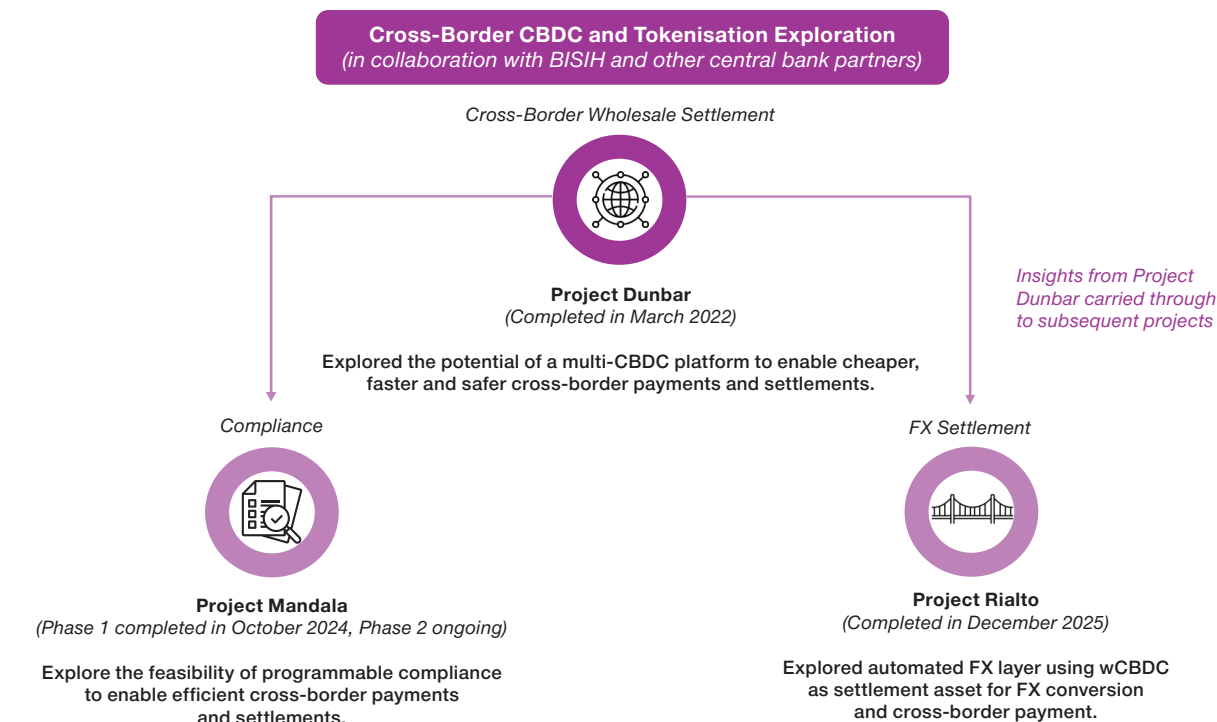 Cross-Border CBDC and Tokenisation Exploration
(in collaboration with BISIH and other central bank partners)
Cross-Border Wholesale Settlement
Project Dunbar
(Completed in March 2022)
Explored the potential of a multi-CBDC platform to enable cheaper,
faster and safer cross-border payments and settlements.
Insights from Project
Dunbar carried through
to subsequent projects
Compliance
Project Mandala
(Phase 1 completed in October 2024, Phase 2 ongoing)
Explore the feasibility of programmable compliance
to enable efficient cross-border payments
and settlements.
FX Settlement
Project Rialto
(Completed in December 2025)
Explored automated FX layer using wCBDC
as settlement asset for FX conversion
and cross-border payment.